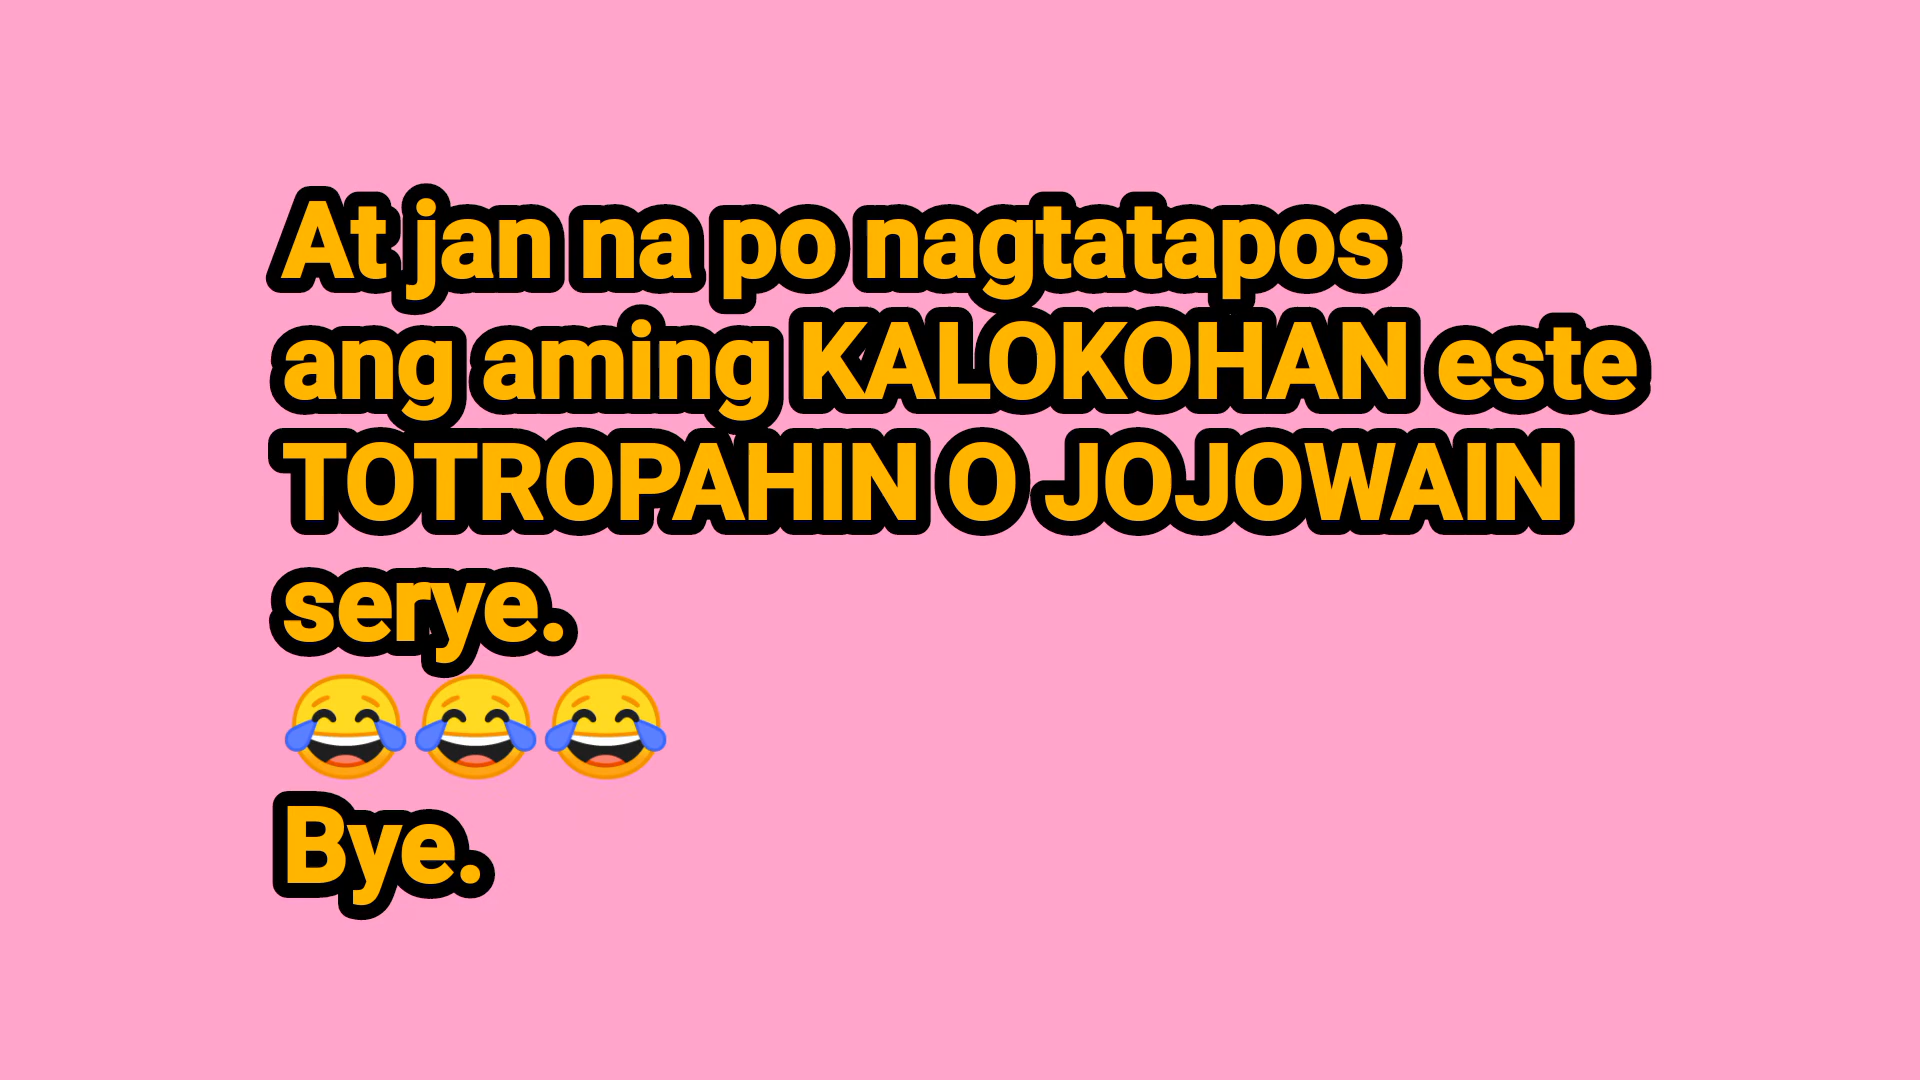 At jan na po nagtatapos
ang aming KALOKOHAN este
TOTROPAHIN O JOJOWAIN
serye.
😂😂😂
Bye.